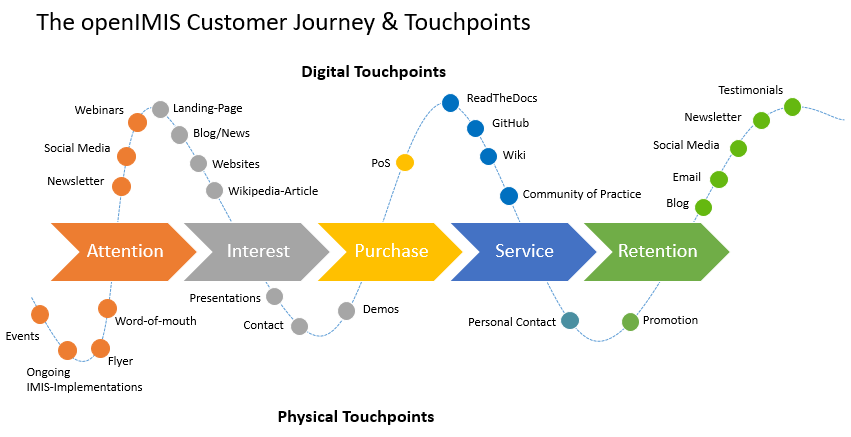 The openIMIS Customer Journey & Touchpoints
Digital Touchpoints
Webinars
Social Media
Newsletter
Landing-Page
Blog/News
Websites
Wikipedia-Article
PoS
ReadTheDocs
GitHub
Wiki
Community of Practice
Testimonials
Newsletter
Social Media
Email
Blog
Attention
Interest
Purchase
Service
Retention
Events
Ongoing
IMIS-Implementations
Flyer
Word-of-mouth
Presentations
Contact
Demos
Personal Contact
Promotion
Physical Touchpoints